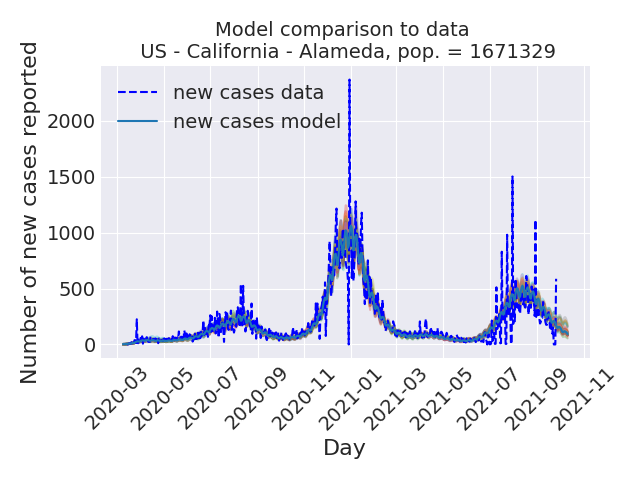 Model comparison to data
US - California - Alameda, pop. = 1671329
Number of new cases reported
new cases data
new cases model
2000
1500
1000
500
0
2020-03
2020-05
2020-07
2020-09
2020-11
2021-01
2021-03
2021-05
2021-07
2021-09
2021-11
Day